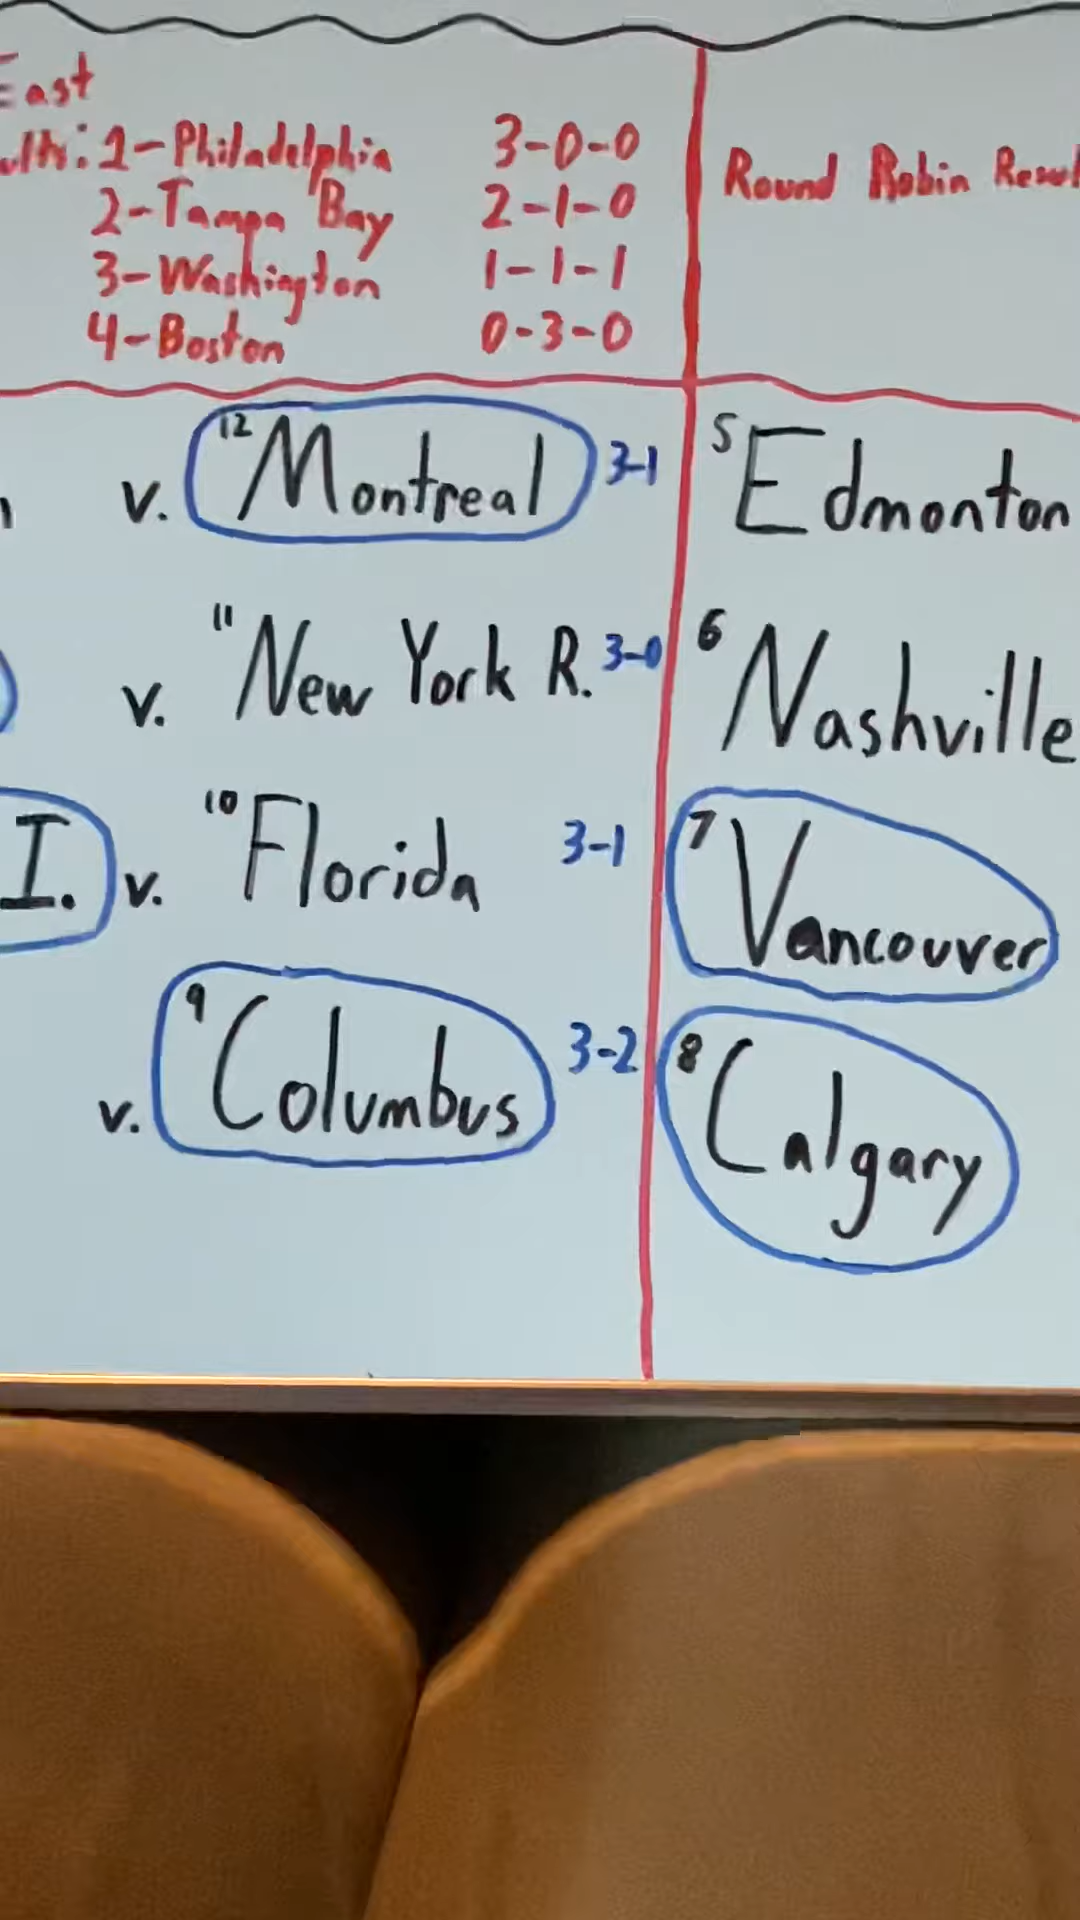 East
1-Philadelphia 3-0-0
2-Tampa Bay 2-1-0
3-Washington 1-1-1
4-Boston 0-3-0
Round Robin
v. 12 Montreal 3-1
v. 11 New York R. 3-0
I. v. 10 Florida 3-1
v. 9 Columbus 3-2
5 Edmonton
6 Nashville
7 Vancouver
8 Calgary